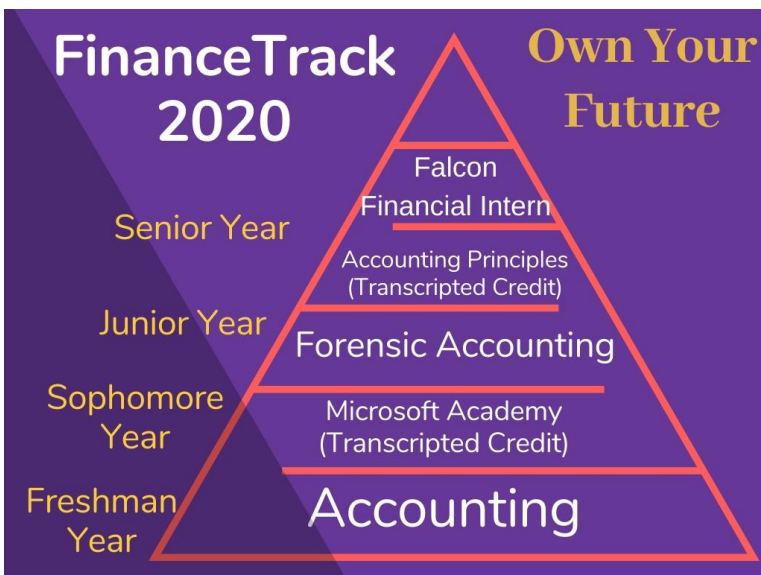 FinanceTrack
2020
Own Your
Future
Falcon
Financial Intern
Senior Year
Accounting Principles
(Transcripted Credit)
Junior Year
Forensic Accounting
Sophomore
Year
Microsoft Academy
(Transcripted Credit)
Freshman
Year
Accounting